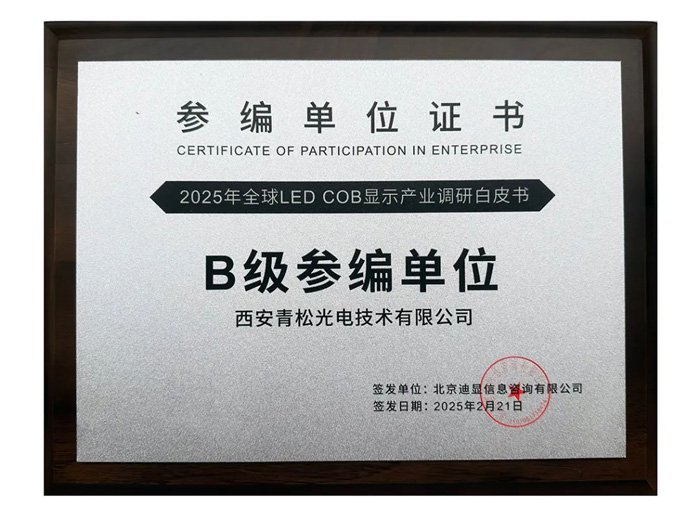 参编单位证书
CERTIFICATE OF PARTICIPATION IN ENTERPRISE
2025年全球LED COB显示产业调研白皮书
B级参编单位
西安青松光电技术有限公司
签发单位：北京迪显信息咨询有限公司
签发日期：2025年2月21日